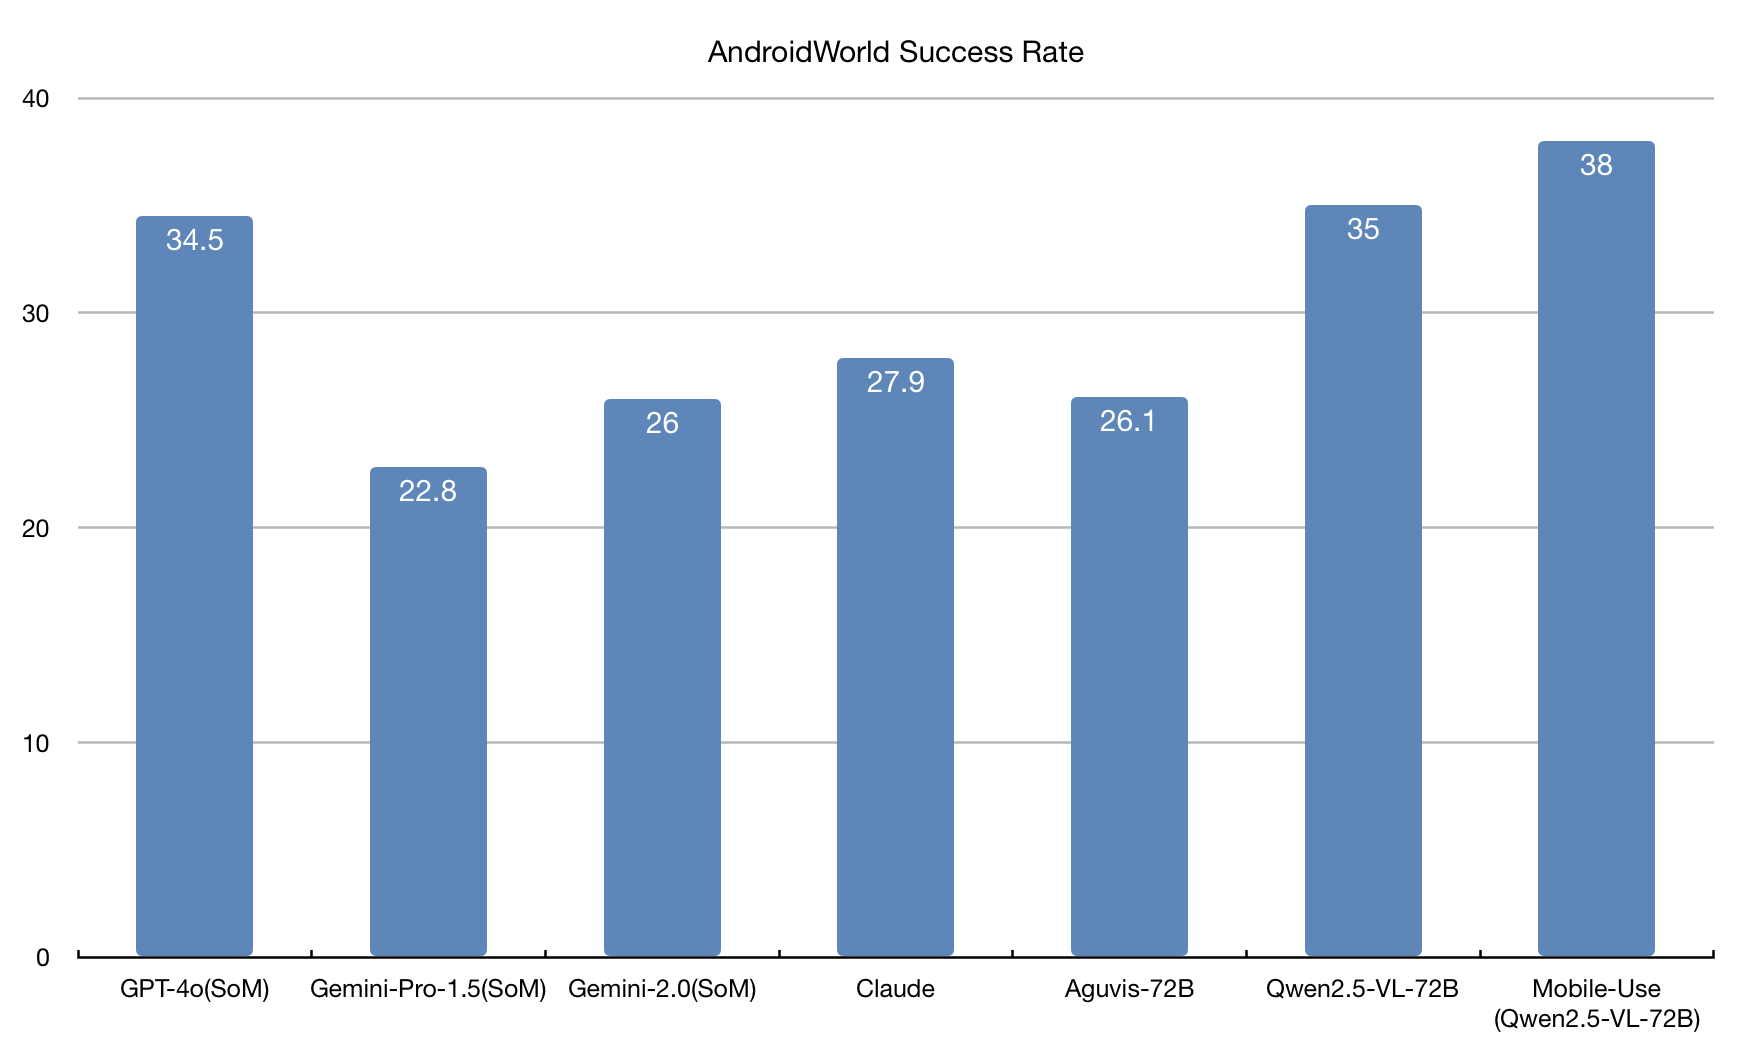 AndroidWorld Success Rate
40
30
20
10
0
34.5
22.8
26
27.9
26.1
35
38
GPT-4o(SoM)
Gemini-Pro-1.5(SoM)
Gemini-2.0(SoM)
Claude
Aguvis-72B
Qwen2.5-VL-72B
Mobile-Use
(Qwen2.5-VL-72B)